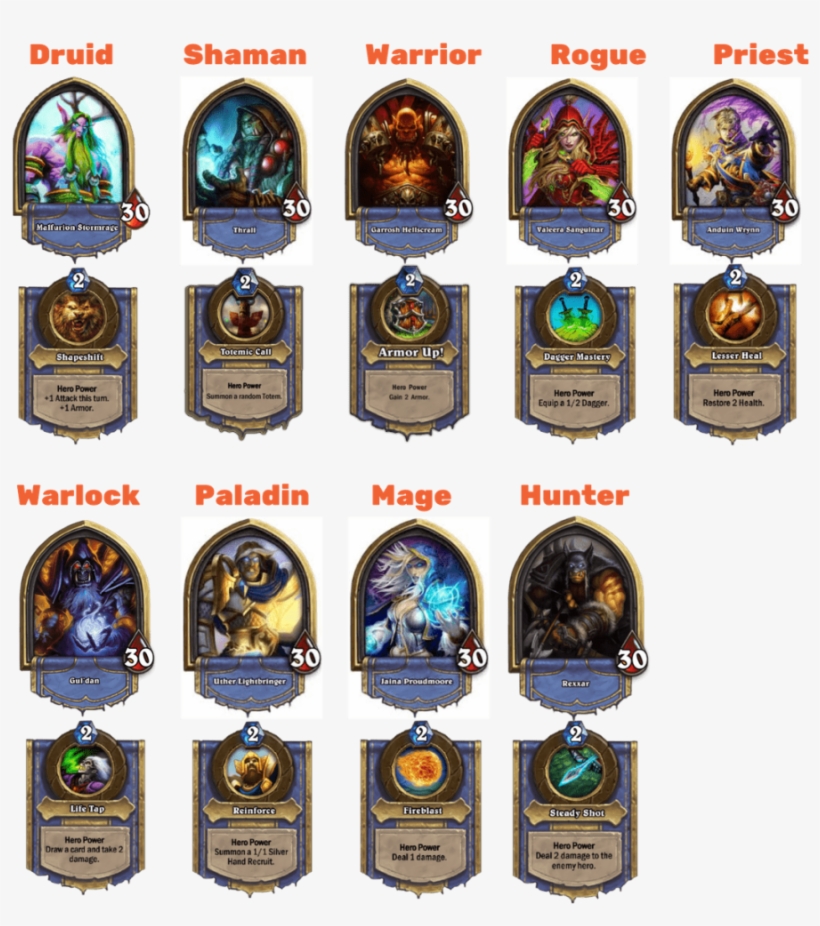 Druid Shaman Warrior Rogue Priest
30 30 30 30 30
Malfurion Stormrage Thrall Garrosh Hellscream Valeera Sanguinar Anduin Wrynn
2 2 2 2 2
Shapeshift Totemic Call Armor Up! Dagger Mastery Lesser Heal
Hero Power Hero Power Hero Power Hero Power Hero Power
+1 Attack this turn. Summon a random Totem. Gain 2 Armor. Equip a 1/2 Dagger. Restore 2 Health.
+1 Armor.
Warlock Paladin Mage Hunter
30 30 30 30
Gul'dan Uther Lightbringer Jaina Proudmoore Rexxar
2 2 2 2
Life Tap Reinforce Fireblast Steady Shot
Hero Power Hero Power Hero Power Hero Power
Draw a card and take 2 Summon a 1/1 Silver Deal 1 damage. Deal 2 damage to the
damage. Hand Recruit. enemy hero.